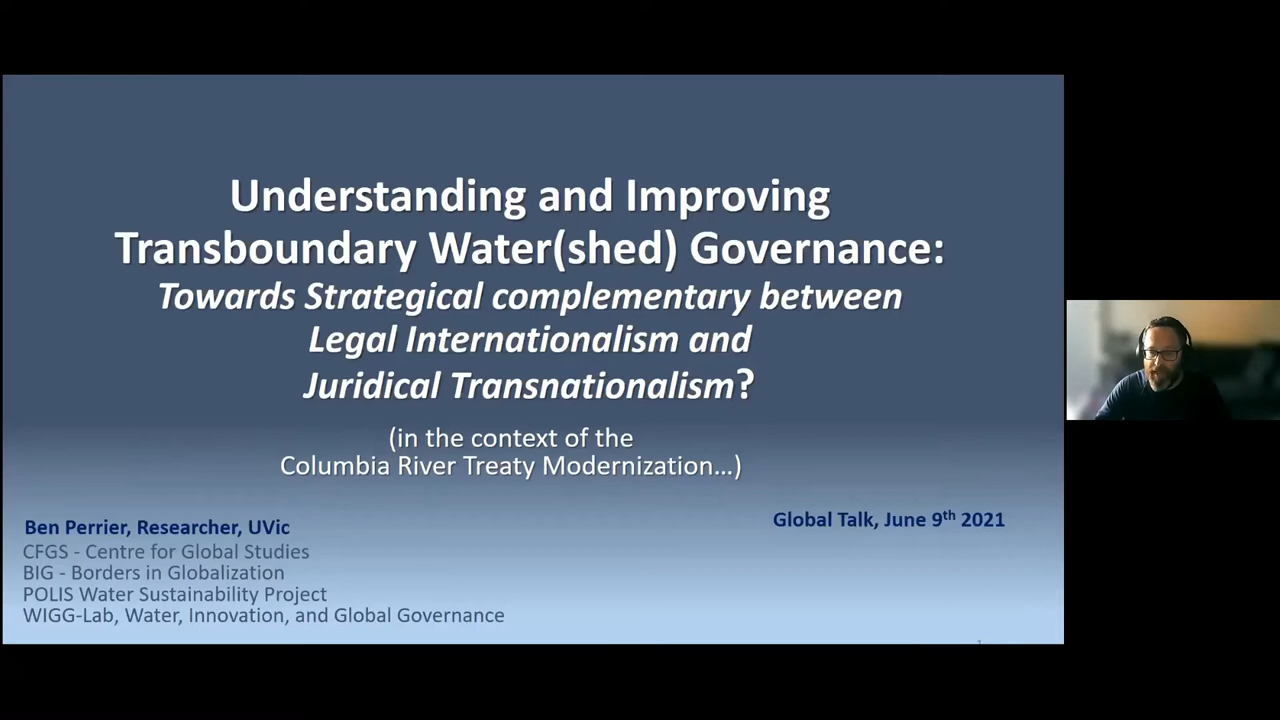 Understanding and Improving
Transboundary Water(shed) Governance:
Towards Strategical complementary between
Legal Internationalism and
Juridical Transnationalism?
(in the context of the
Columbia River Treaty Modernization…)
Ben Perrier, Researcher, UVic
Global Talk, June 9th 2021
CFGS - Centre for Global Studies
BIG - Borders in Globalization
POLIS Water Sustainability Project
WIGG-Lab, Water, Innovation, and Global Governance
1